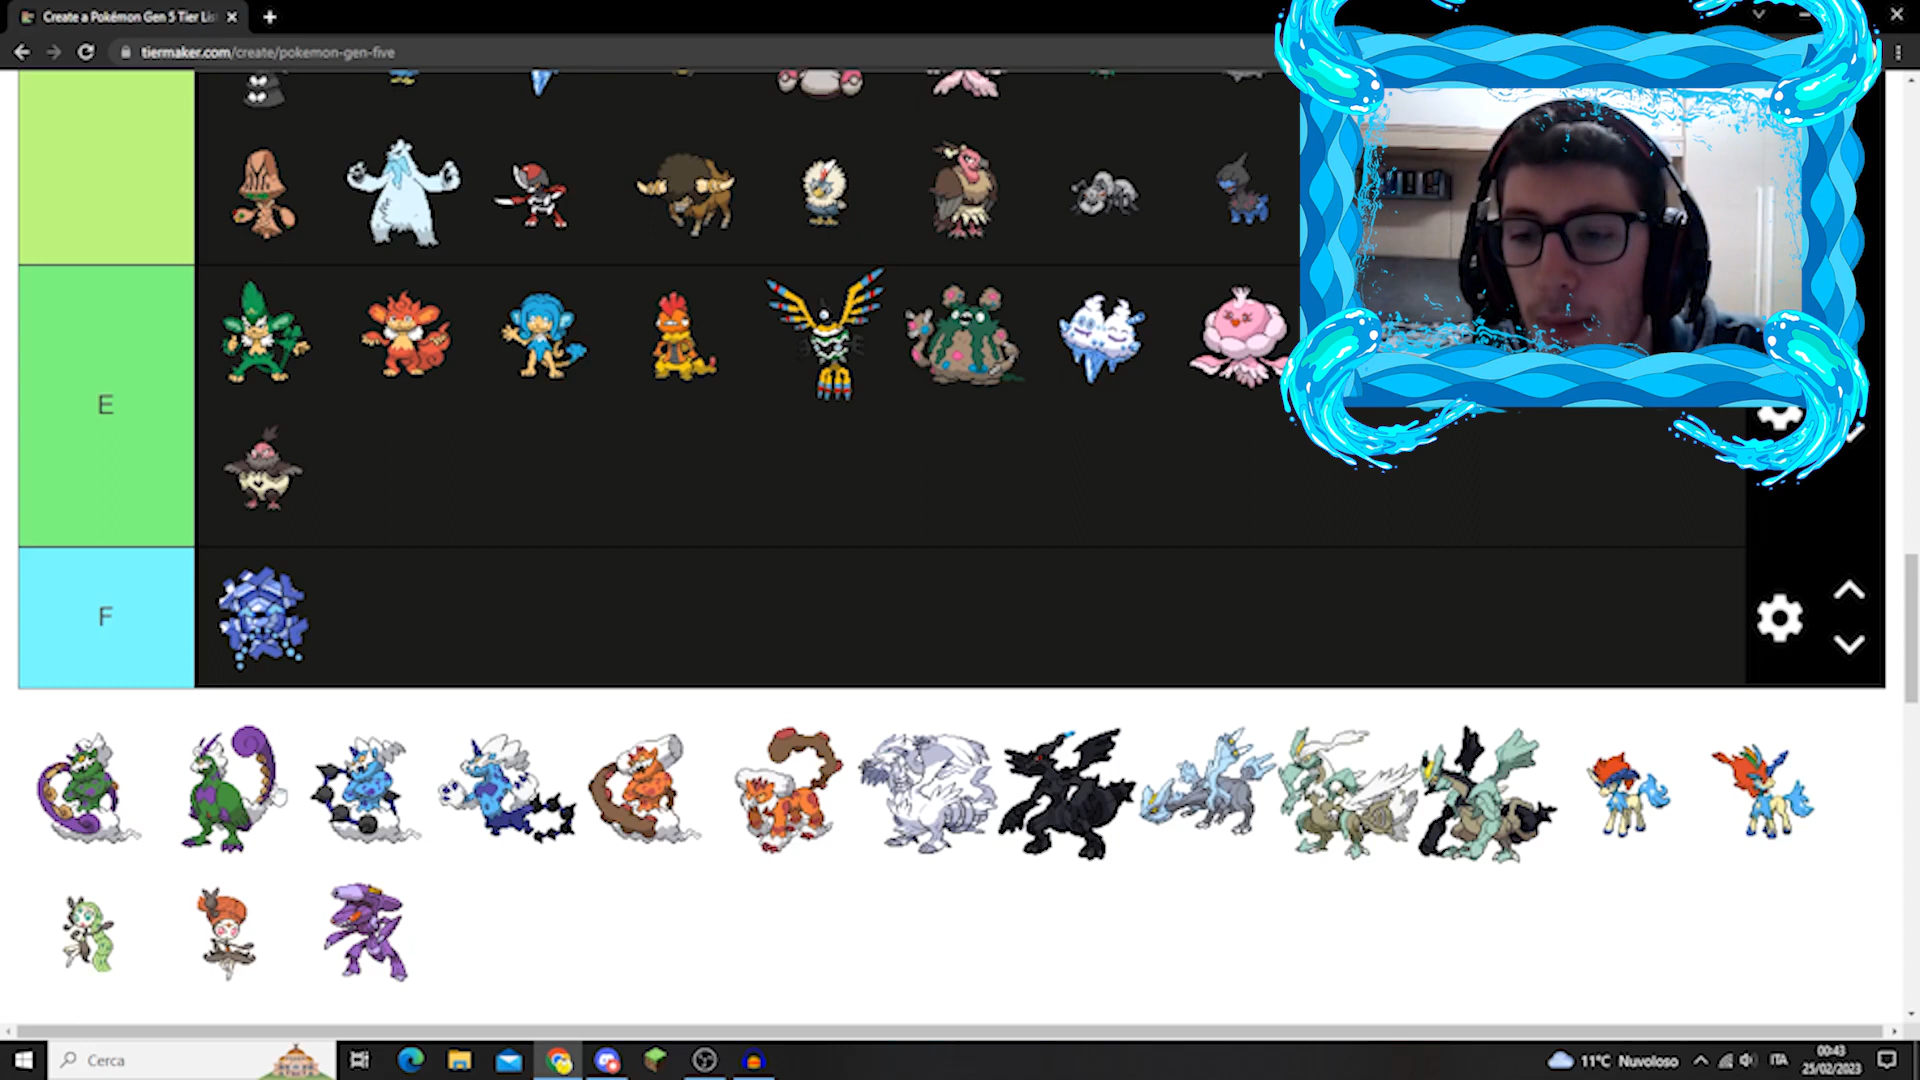 Create a Pokémon Gen 5 Tier Lis
tiermaker.com/create/pokemon-gen-five
E
F
Cerca
11°C Nuvoloso
ITA
00:43
25/02/2023